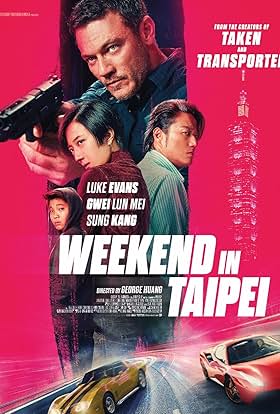 FROM THE CREATORS OF
TAKEN
AND
TRANSPORTER
LUKE EVANS
GWEI LUN MEI
SUNG KANG
WEEKEND IN
TAIPEI
DIRECTED BY GEORGE HUANG